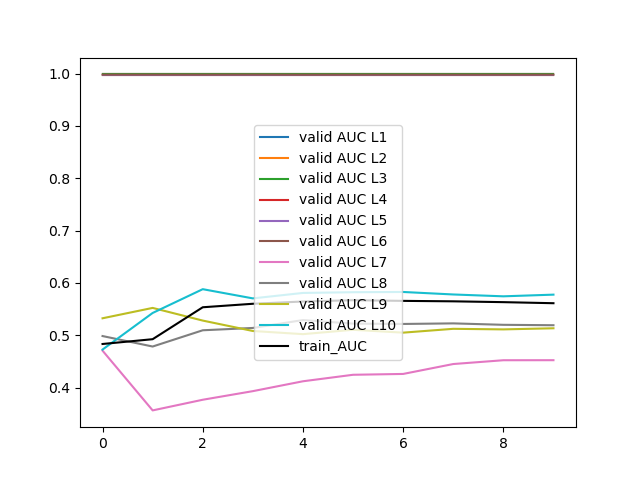 1.0
0.9
0.8
0.7
0.6
0.5
0.4
valid AUC L1
valid AUC L2
valid AUC L3
valid AUC L4
valid AUC L5
valid AUC L6
valid AUC L7
valid AUC L8
valid AUC L9
valid AUC L10
train_AUC
0 2 4 6 8